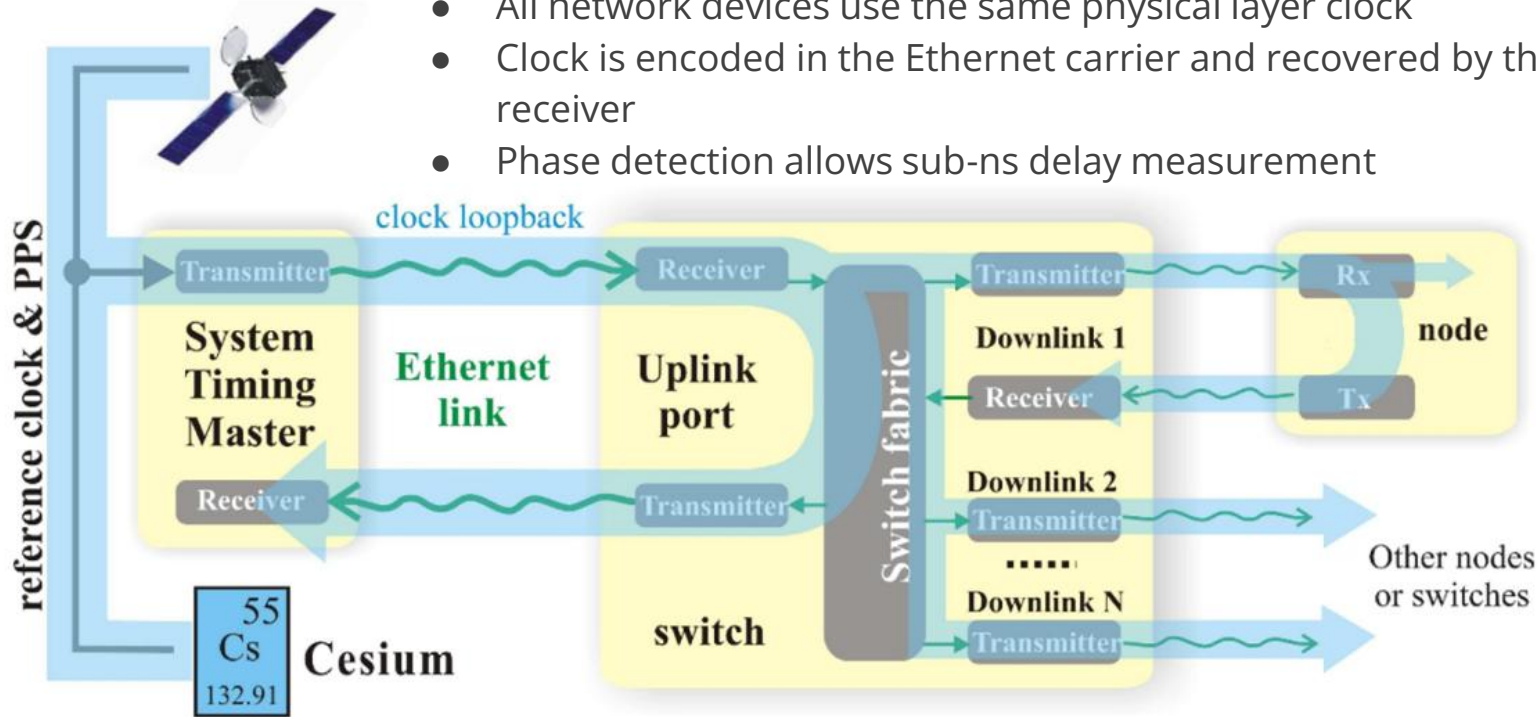 ● All network devices use the same physical layer clock
● Clock is encoded in the Ethernet carrier and recovered by th
receiver
● Phase detection allows sub-ns delay measurement
reference clock & PPS
clock loopback
Transmitter
System
Timing
Master
Receiver
Ethernet
link
Receiver
Uplink
port
Transmitter
switch
Switch fabric
Transmitter
Downlink 1
Receiver
Downlink 2
Transmitter
Downlink N
Transmitter
Rx
node
Tx
Other nodes
or switches
55
Cs
132.91
Cesium